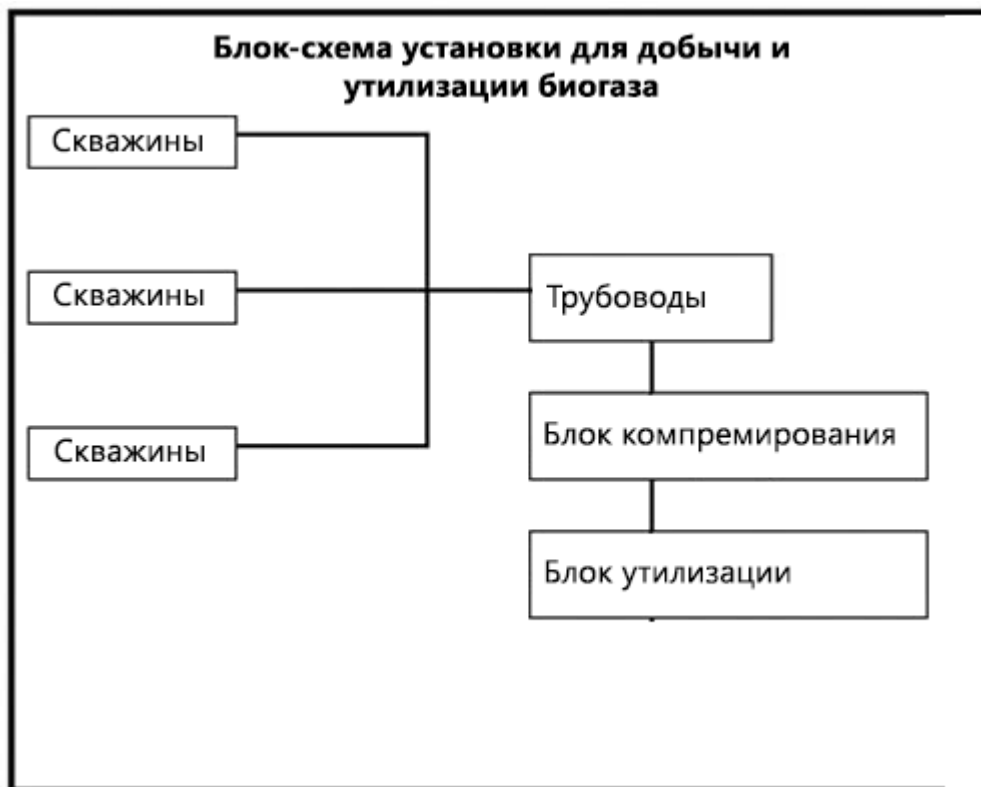 Блок-схема установки для добычи и
утилизации биогаза
Скважины
Скважины
Трубоводы
Блок компремирования
Скважины
Блок утилизации